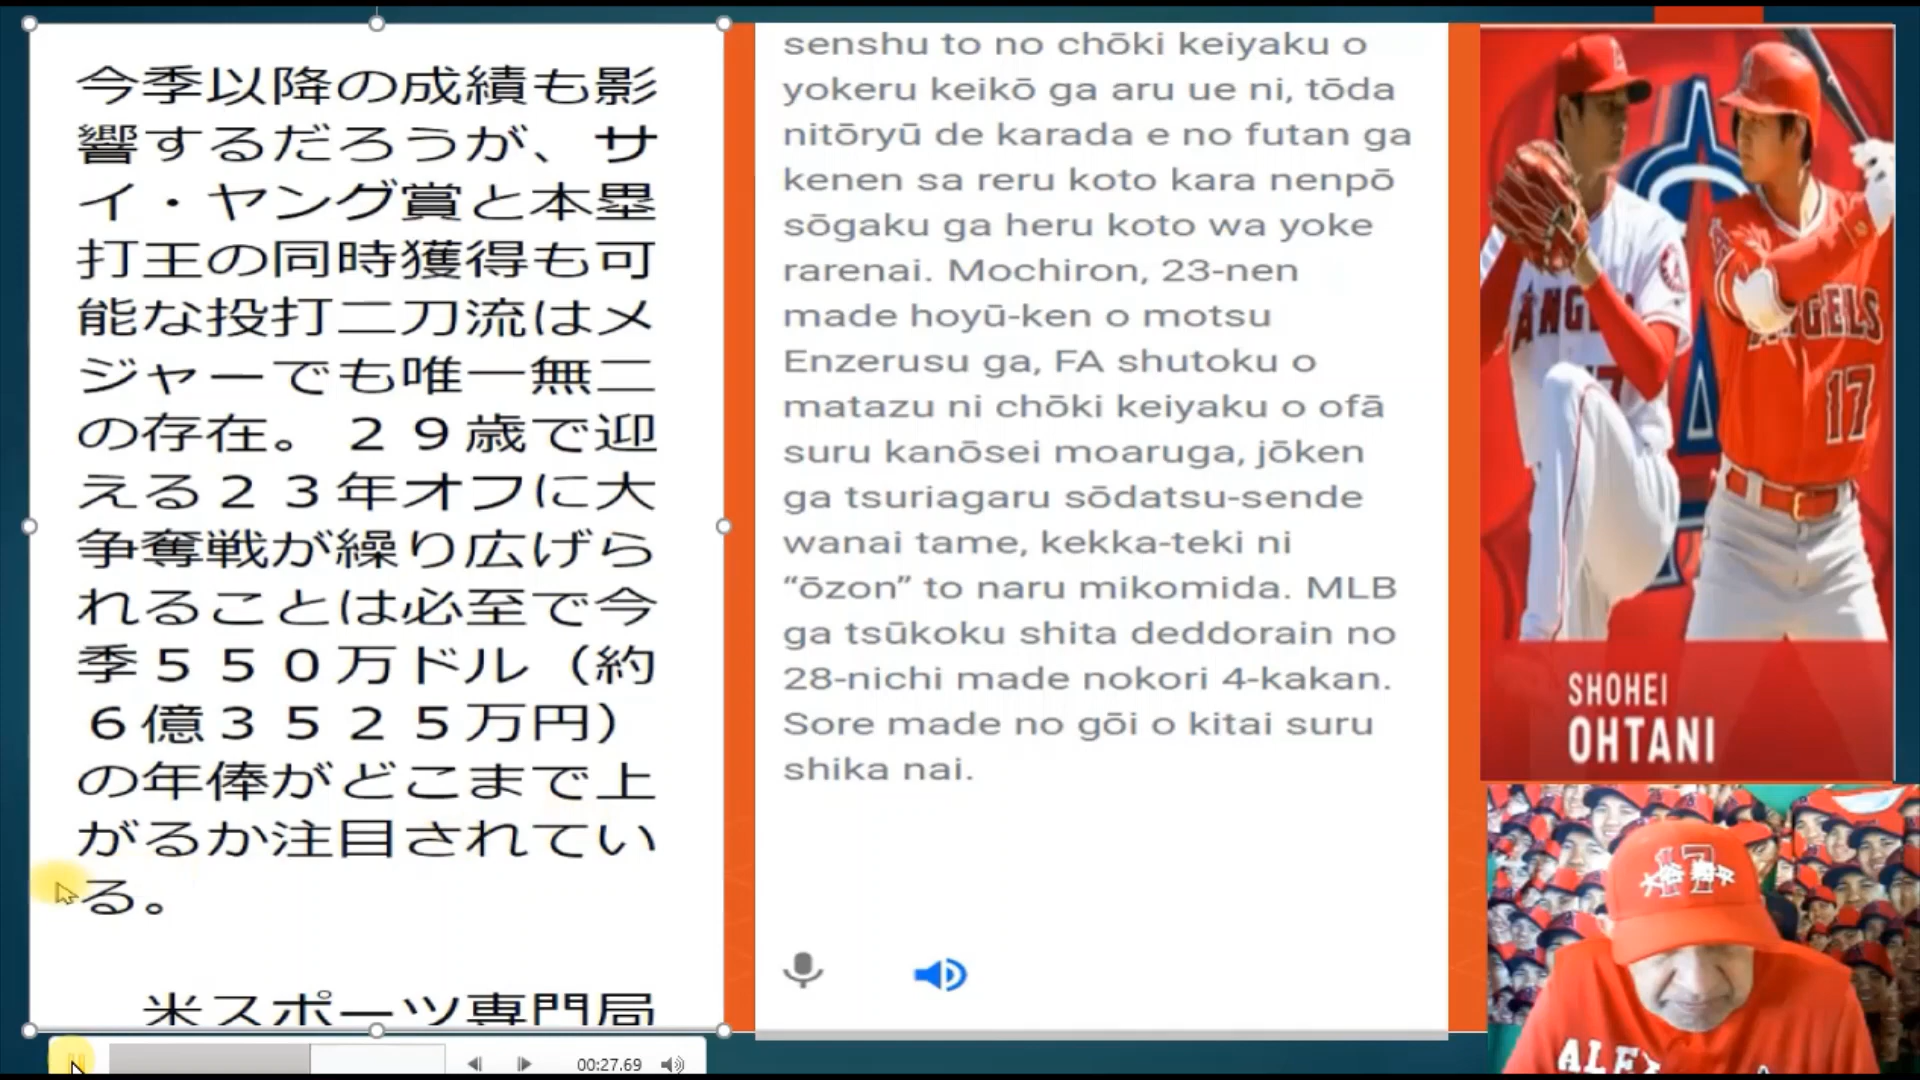 今季以降の成績も影
響するだろうが、サ
イ・ヤング賞と本塁
打王の同時獲得も可
能な投打二刀流はメ
ジャーでも唯一無二
の存在。２９歳で迎
える２３年オフに大
争奪戦が繰り広げら
れることは必至で今
季５５０万ドル（約
６億３５２５万円）
の年俸がどこまで上
がるか注目されてい
る。
米スポーツ専門局
00:27.69
senshu to no chōki keiyaku o
yokeru keikō ga aru ue ni, tōda
nitōryū de karada e no futan ga
kenen sa reru koto kara nenpō
sōgaku ga heru koto wa yoke
rarenai. Mochiron, 23-nen
made hoyū-ken o motsu
Enzerusu ga, FA shutoku o
matazu ni chōki keiyaku o ofā
suru kanōsei moaruga, jōken
ga tsuriagaru sōdatsu-sende
wanai tame, kekka-teki ni
“ōzon” to naru mikomida. MLB
ga tsūkoku shita deddorain no
28-nichi made nokori 4-kakan.
Sore made no gōi o kitai suru
shika nai.
ANGELS
17
SHOHEI
OHTANI
17
大谷 翔平